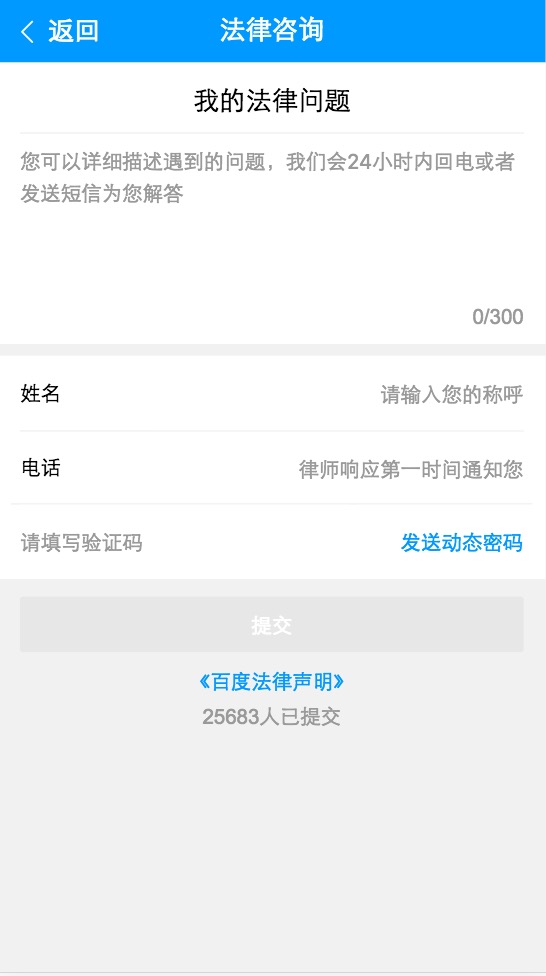 返回
法律咨询
我的法律问题
您可以详细描述遇到的问题，我们会24小时内回电或者
发送短信为您解答
0/300
姓名
请输入您的称呼
电话
律师响应第一时间通知您
请填写验证码
发送动态密码
提交
《百度法律声明》
25683人已提交